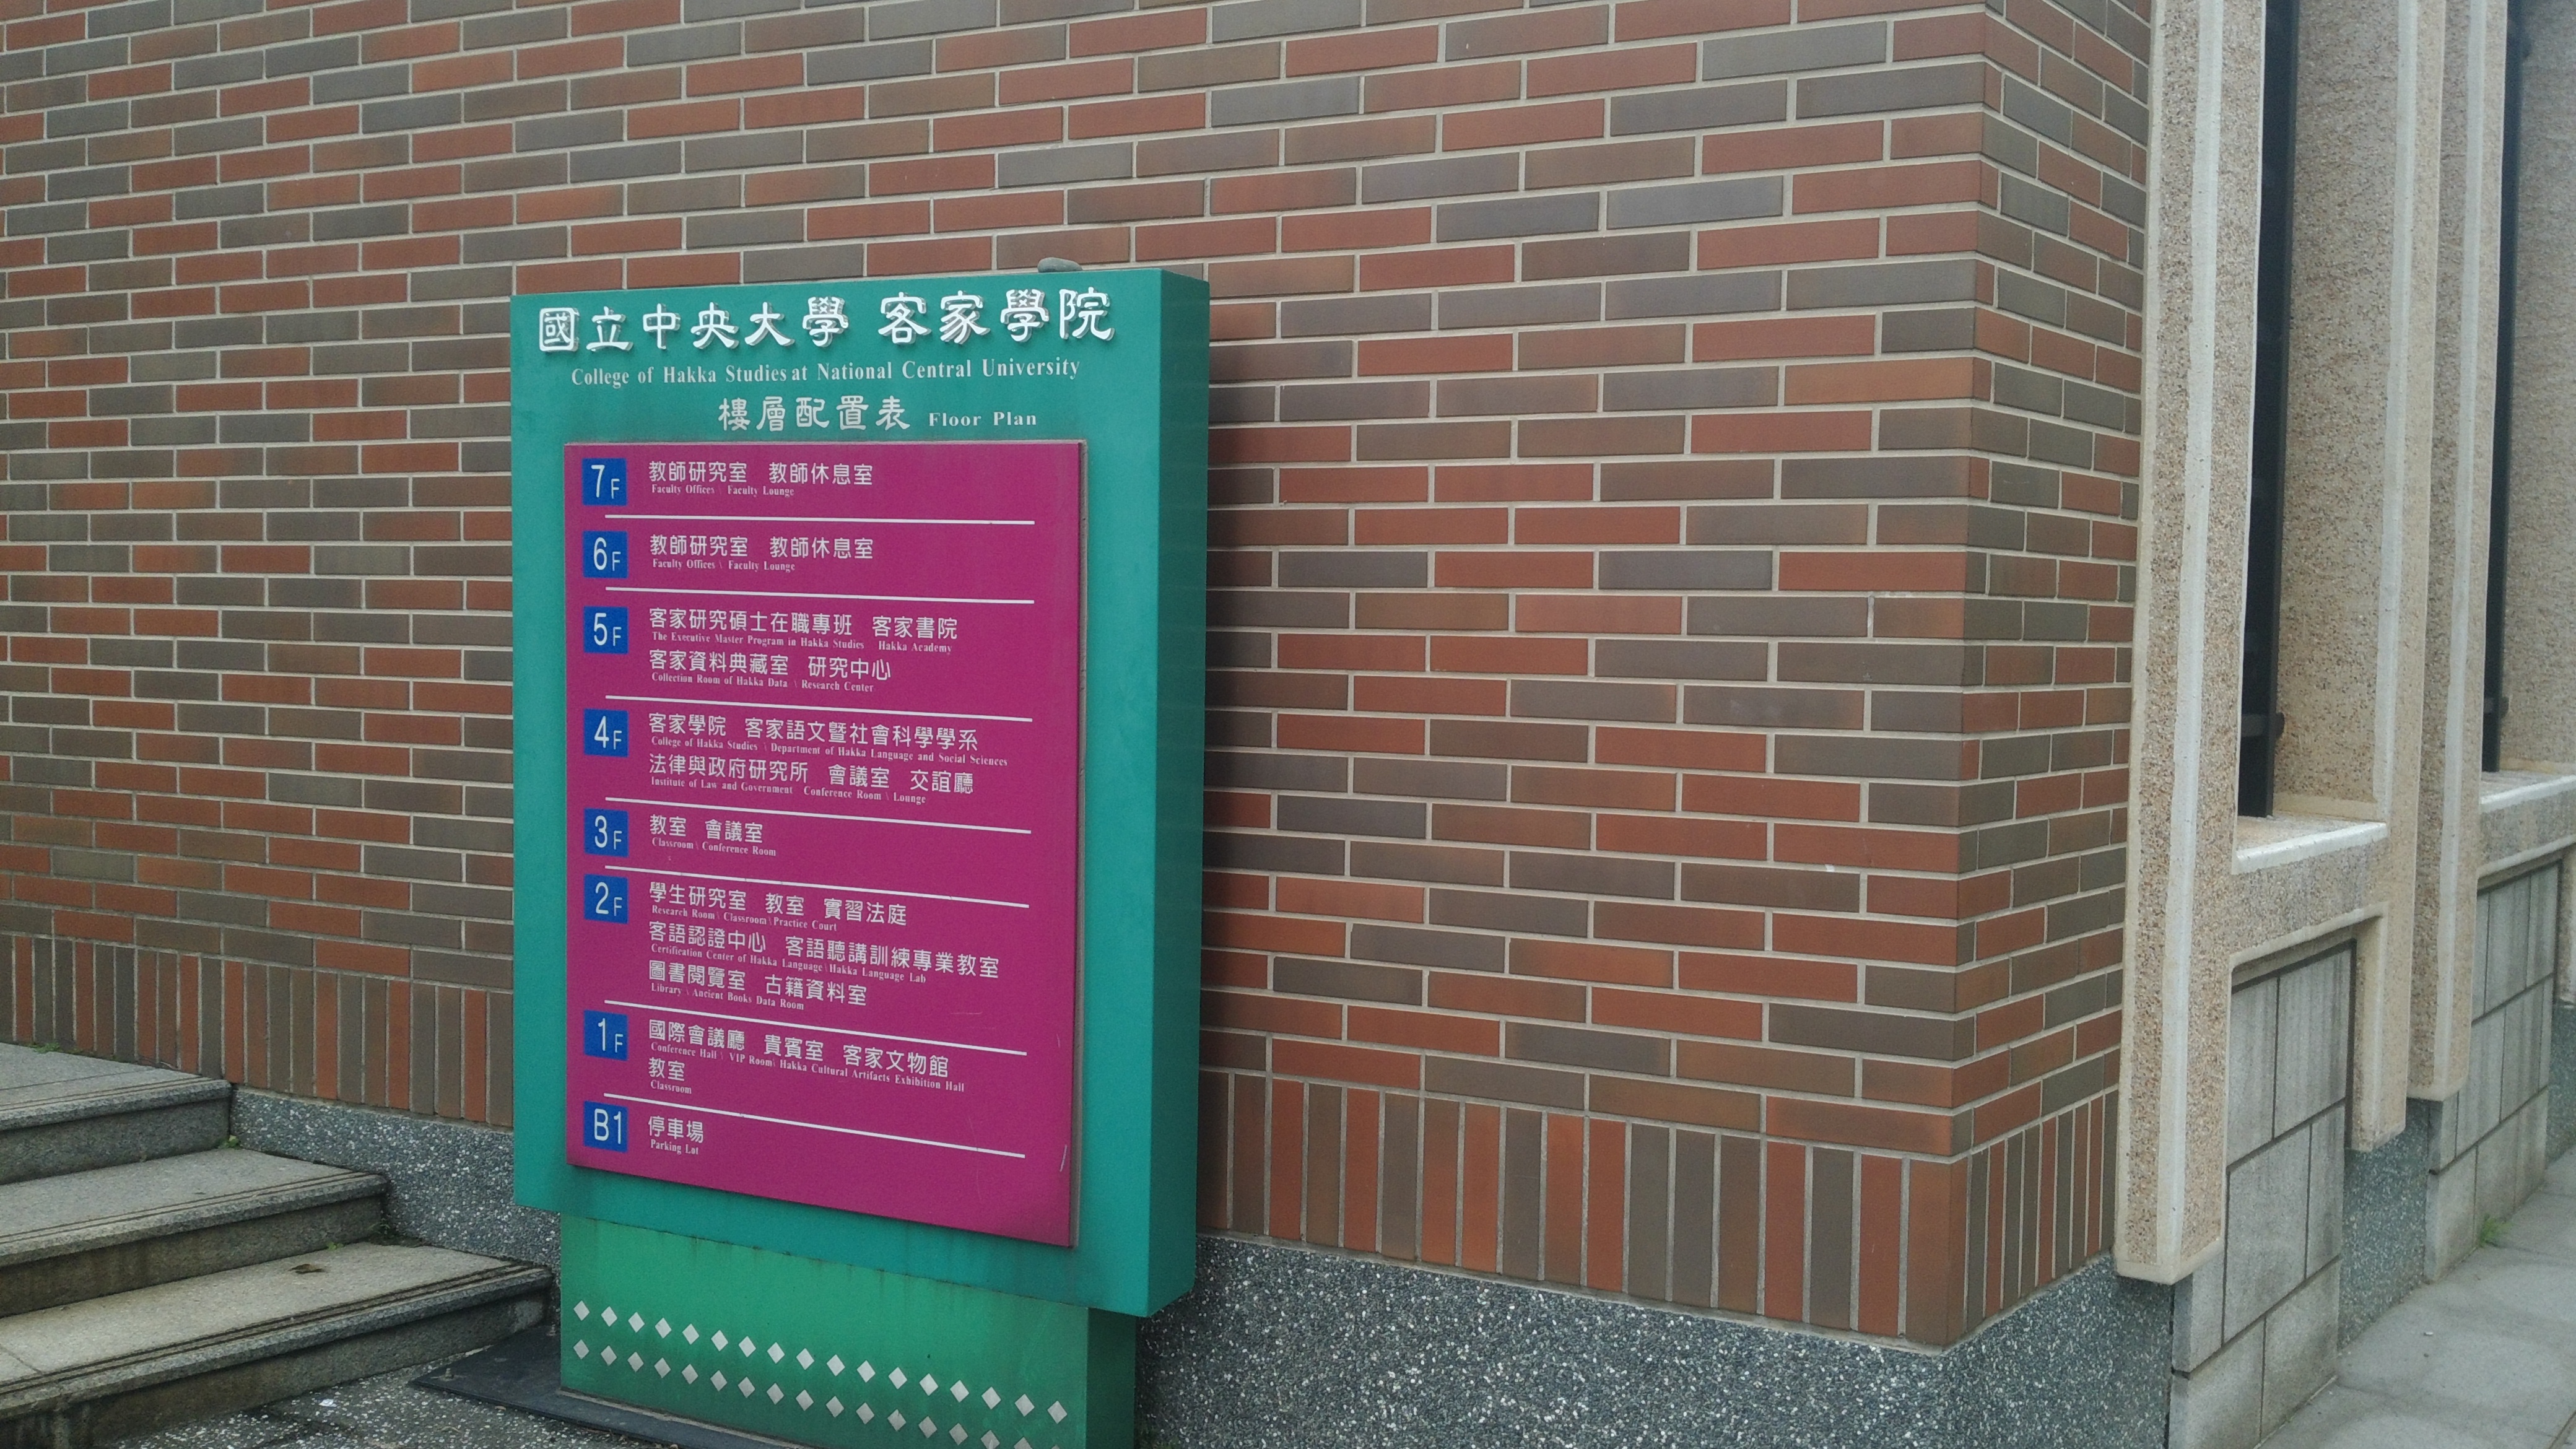 國立中央大學 客家學院
College of Hakka Studies at National Central University
樓層配置表 Floor Plan
7F 教師研究室 教師休息室
Faculty Offices \ Faculty Lounge
6F 教師研究室 教師休息室
Faculty Offices \ Faculty Lounge
5F 客家研究碩士在職專班 客家書院
The Executive Master Program in Hakka Studies Hakka Academy
客家資料典藏室 研究中心
Collection Room of Hakka Data \ Research Center
4F 客家學院 客家語文暨社會科學學系
College of Hakka Studies \ Department of Hakka Language and Social Sciences
法律與政府研究所 會議室 交誼廳
Institute of Law and Government Conference Room \ Lounge
3F 教室 會議室
Classroom \ Conference Room
2F 學生研究室 教室 實習法庭
Research Room \ Classroom \ Practice Court
客語認證中心 客語聽講訓練專業教室
Certification Center of Hakka Language \ Hakka Language Lab
圖書閱覽室 古籍資料室
Library \ Ancient Books Data Room
1F 國際會議廳 貴賓室 客家文物館
Conference Hall \ VIP Room \ Hakka Cultural Artifacts Exhibition Hall
教室
Classroom
B1 停車場
Parking Lot